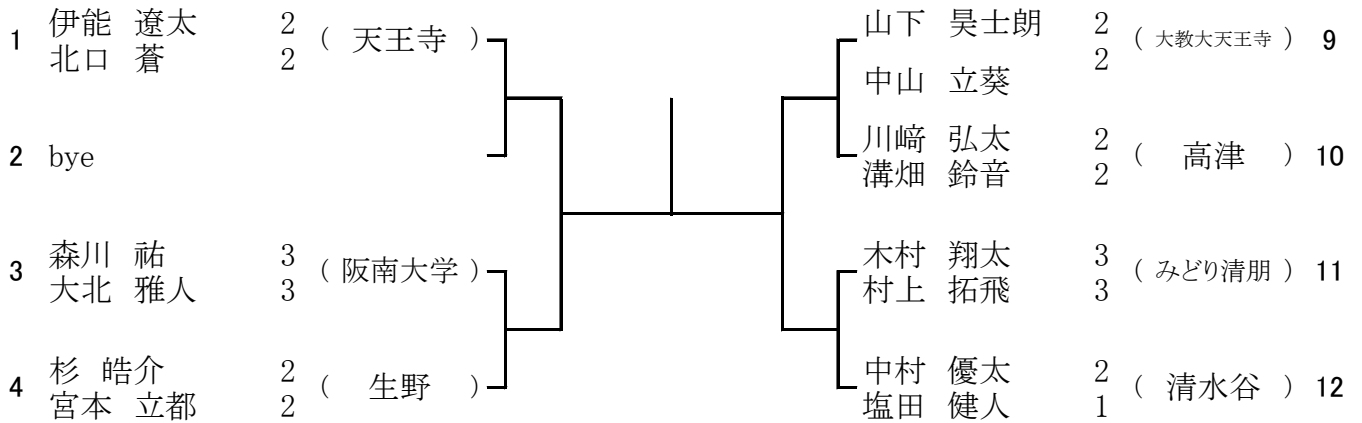 1 伊能 遼太 2 ( 天王寺 )
北口 蒼 2
2 bye
3 森川 祐 3 ( 阪南大学 )
大北 雅人 3
4 杉 皓介 2 ( 生野 )
宮本 立都 2
山下 昊士朗 2 ( 大教大天王寺 ) 9
中山 立葵 2
川﨑 弘太 2 ( 高津 ) 10
溝畑 鈴音 2
木村 翔太 3 ( みどり清朋 ) 11
村上 拓飛 3
中村 優太 2 ( 清水谷 ) 12
塩田 健人 1